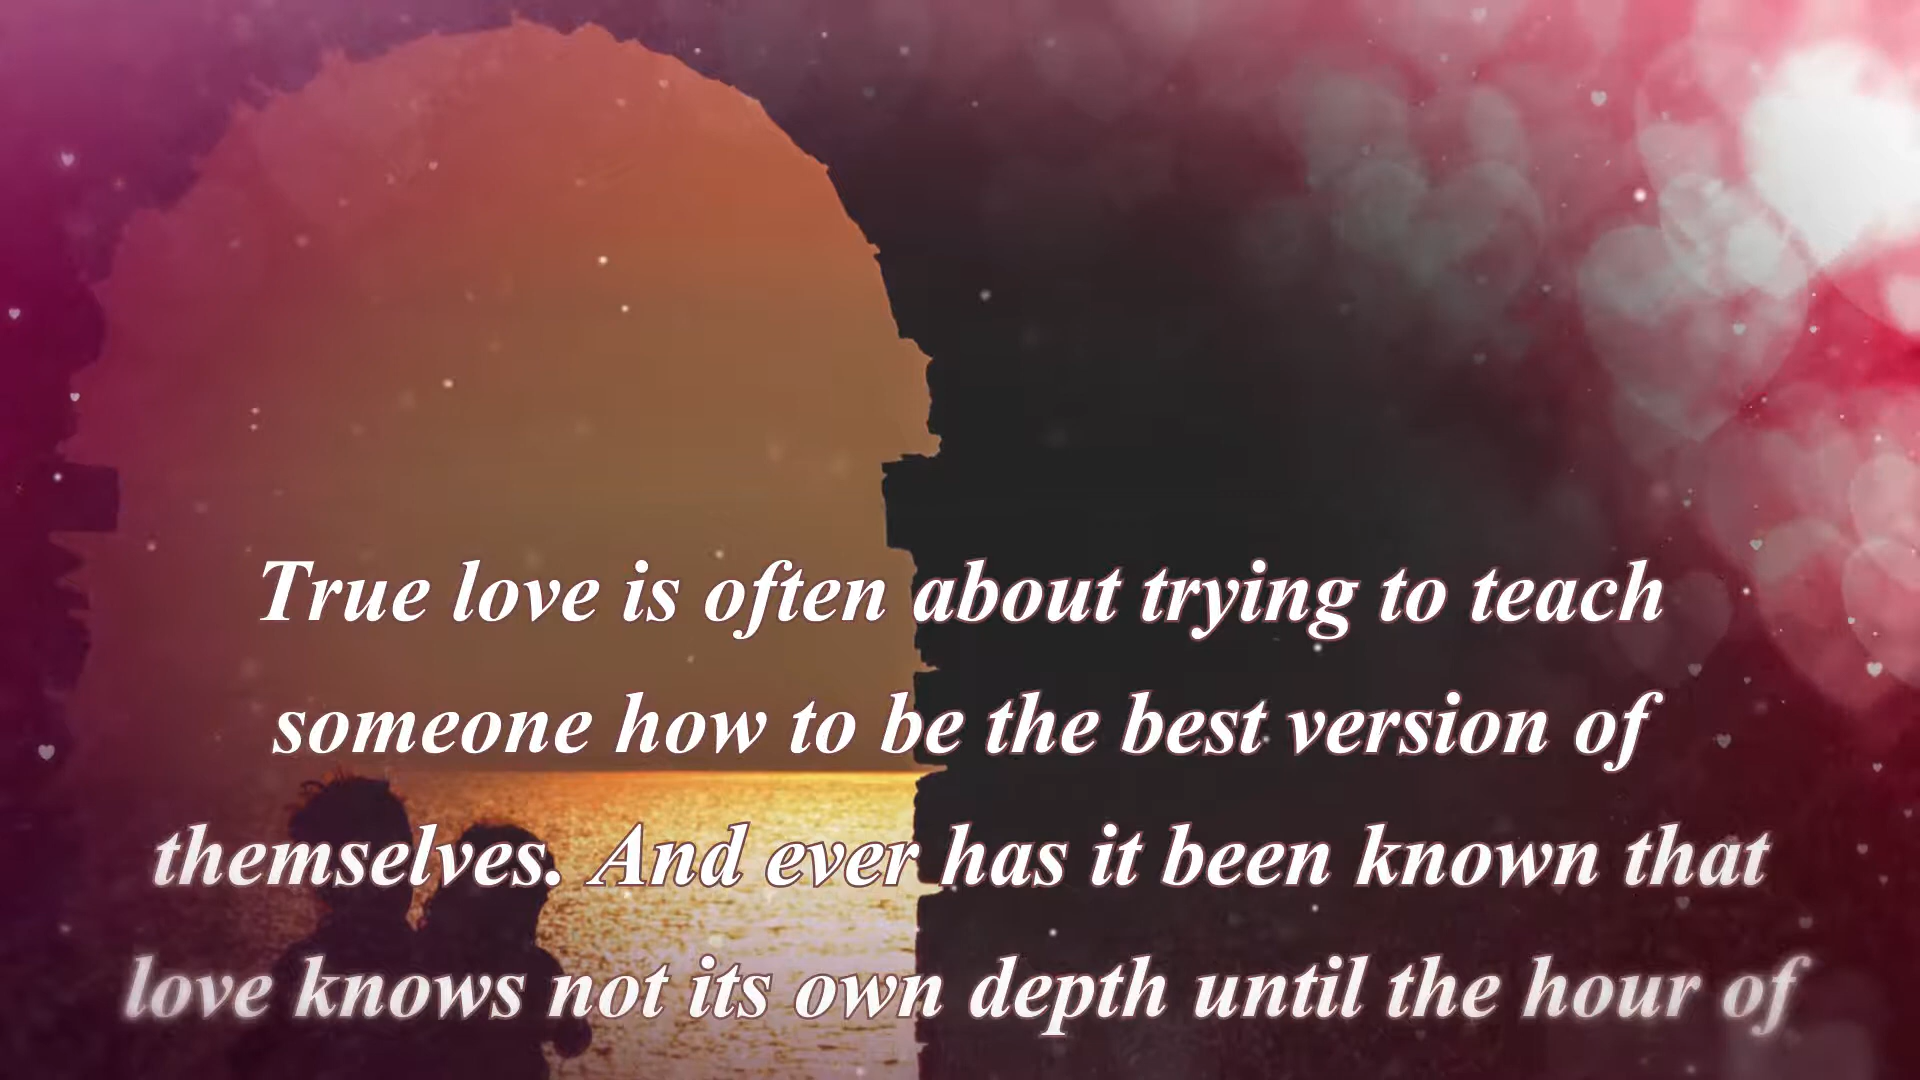 True love is often about trying to teach
someone how to be the best version of
themselves. And ever has it been known that
love knows not its own depth until the hour of